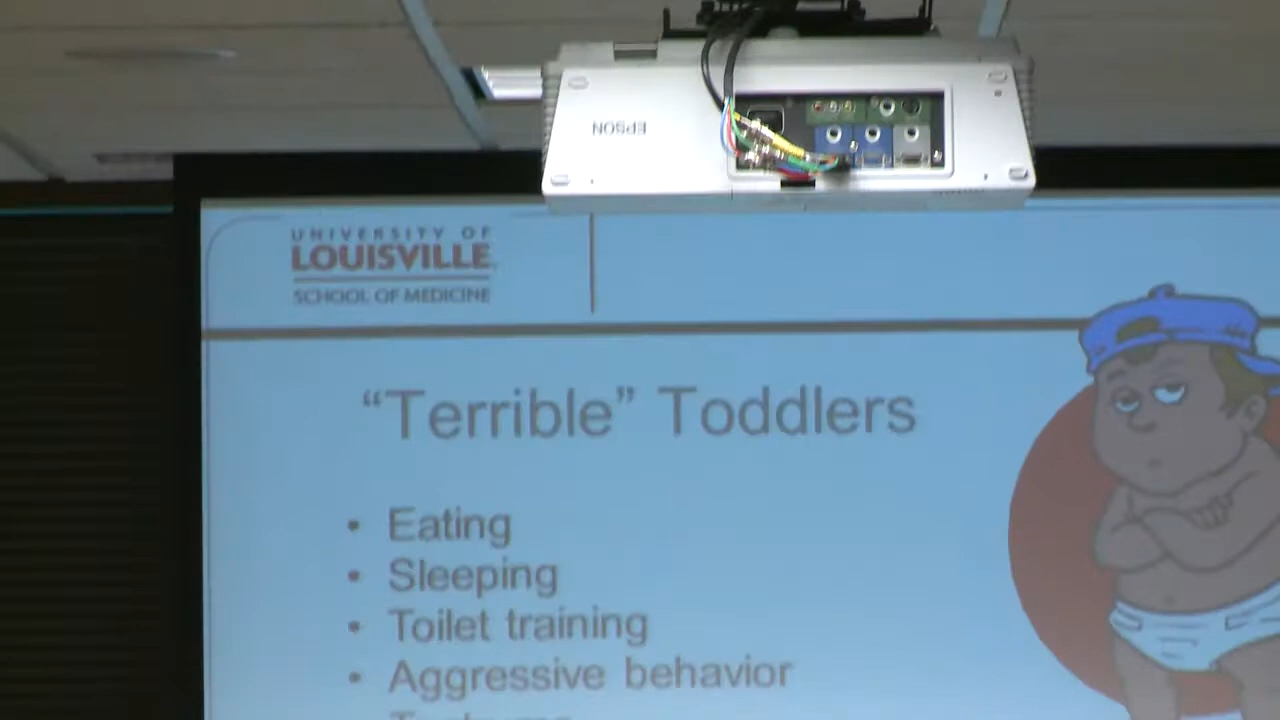 EPSON
UNIVERSITY OF
LOUISVILLE
SCHOOL OF MEDICINE
“Terrible” Toddlers
• Eating
• Sleeping
• Toilet training
• Aggressive behavior